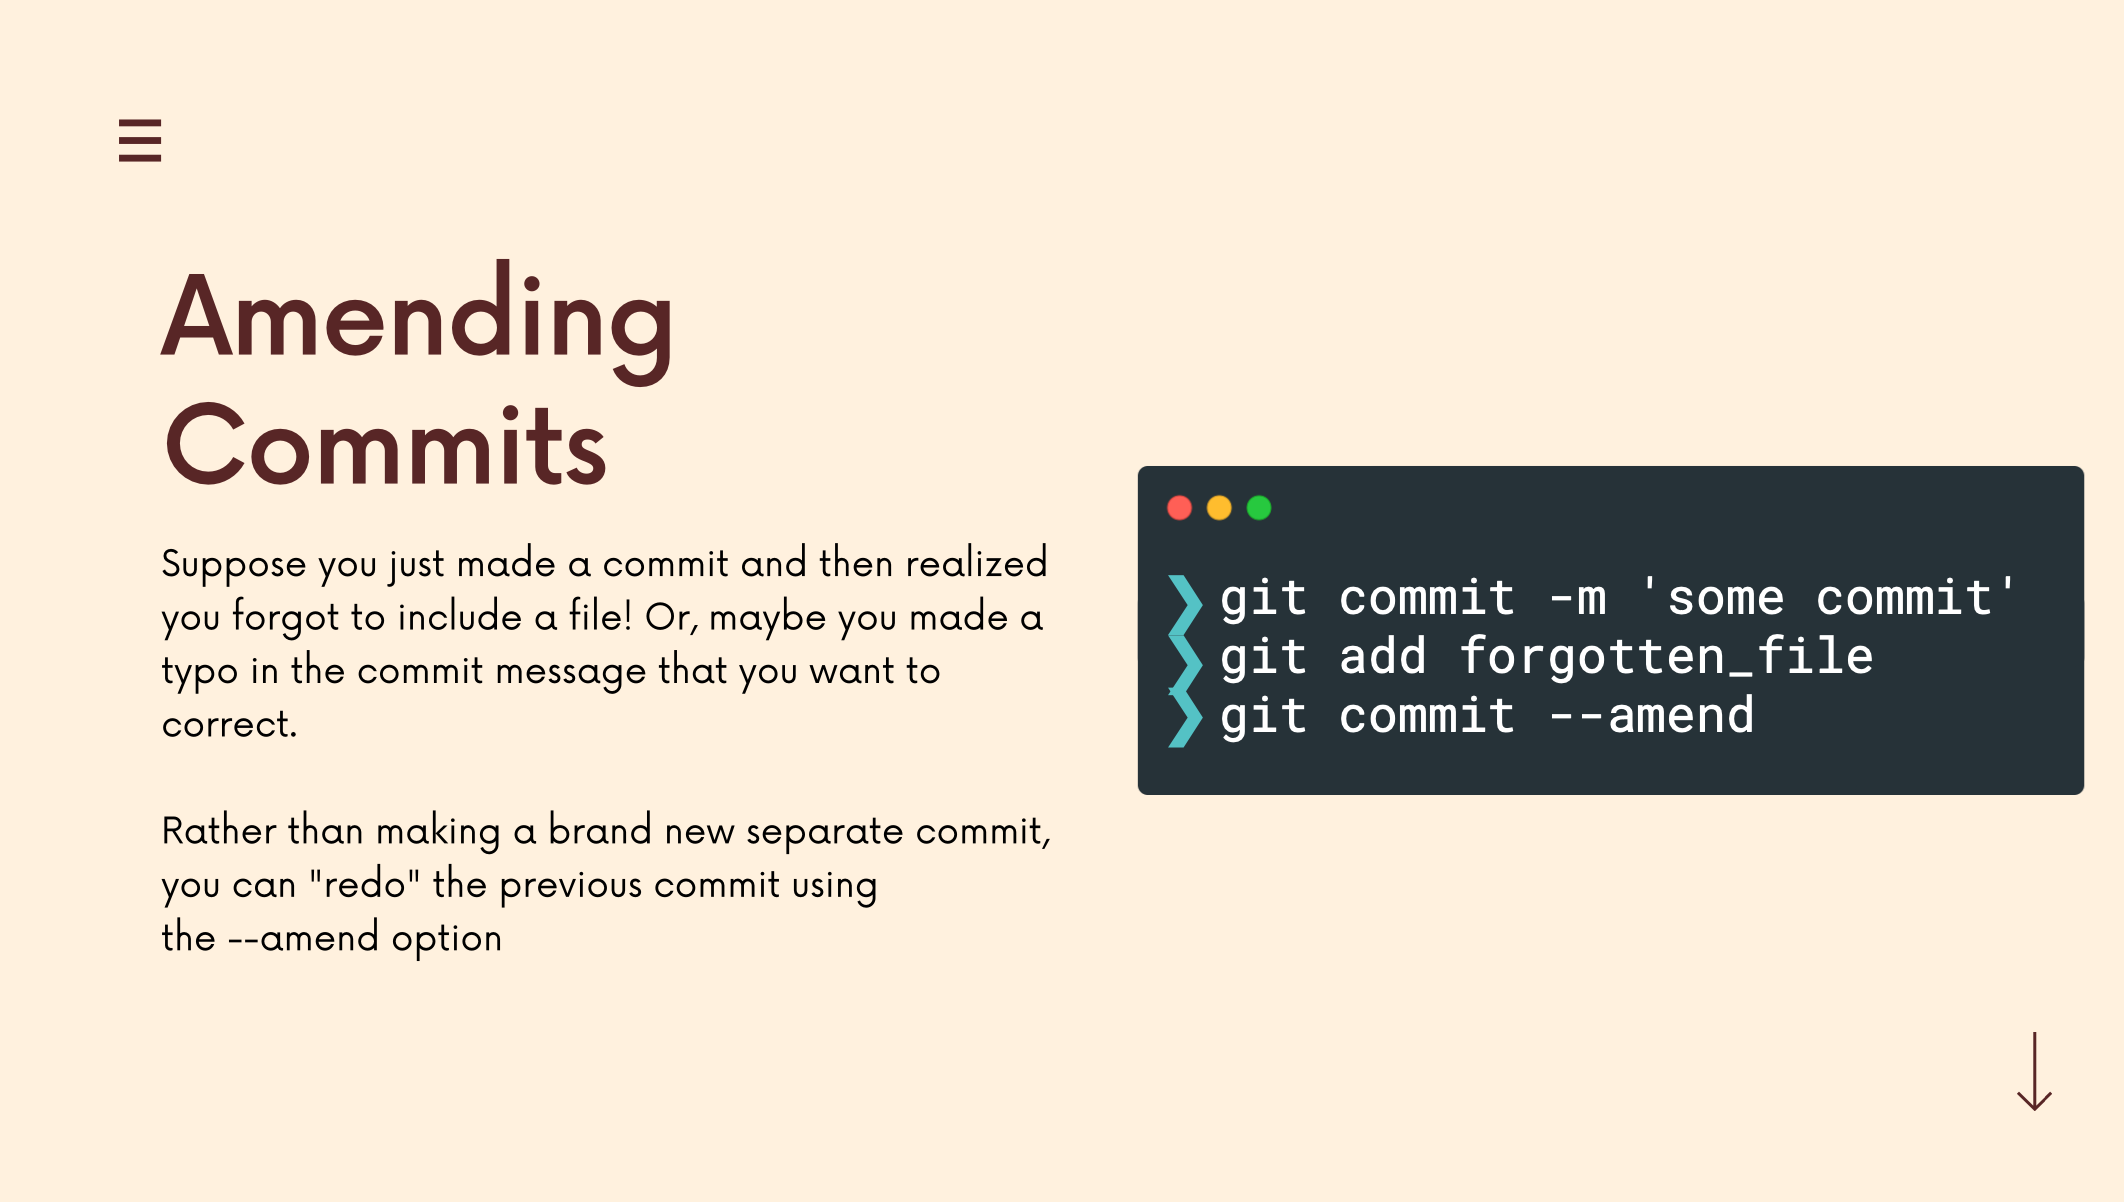 Amending
Commits
Suppose you just made a commit and then realized
you forgot to include a file! Or, maybe you made a
typo in the commit message that you want to
correct.
Rather than making a brand new separate commit,
you can "redo" the previous commit using
the --amend option
❯ git commit -m 'some commit'
❯ git add forgotten_file
❯ git commit --amend